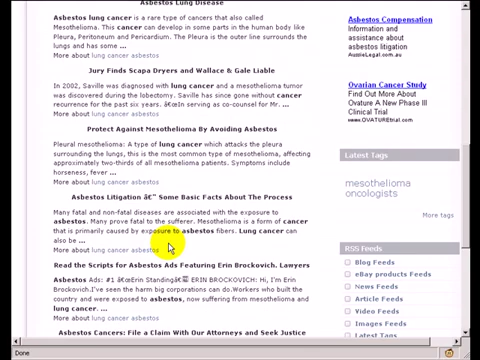 Asbestos Lung Disease
Asbestos lung cancer is a rare type of cancers that also called
Mesothelioma. This cancer can develop in some parts in the human body like
Pleura, Peritoneum and Pericardium. The Pleura is the outer line surrounds the
lungs and has some ...
More about lung cancer asbestos
Jury Finds Scapa Dryers and Wallace & Gale Liable
In 2002, Saville was diagnosed with lung cancer and a mesothelioma tumor
was discovered during the lobectomy. Saville has since gone without cancer
recurrence for the past six years. â€œIn serving as co-counsel for Mr. ...
More about lung cancer asbestos
Protect Against Mesothelioma By Avoiding Asbestos
Pleural mesothelioma: A type of lung cancer which attacks the pleura
surrounding the lungs, this is the most common type of mesothelioma, affecting
approximately two-thirds of all mesothelioma patients. Symptoms include
horseness, fever ...
More about lung cancer asbestos
Asbestos Litigation â€" Some Basic Facts About The Process
Many fatal and non-fatal diseases are associated with the exposure to
asbestos. Many prove fatal to the sufferer. Mesothelioma is a form of cancer
that is primarily caused by exposure to asbestos fibers. Lung cancer can
also be ...
More about lung cancer asbestos
Read the Scripts for Asbestos Ads Featuring Erin Brockovich. Lawyers
Asbestos Ads: #1 â€œErin Standingâ€ ERIN BROCKOVICH: Hi, I'm Erin
Brockovich.I've seen the harm big corporations can do.Workers who built the
country and were exposed to asbestos, now suffering from mesothelioma and
lung cancer. ...
More about lung cancer asbestos
Asbestos Cancers: File a Claim With Our Attorneys and Seek Justice
Asbestos Compensation
Information and
assistance about
asbestos litigation
AussieLegal.com.au
Ovarian Cancer Study
Find Out More About
Ovature A New Phase III
Clinical Trial
www.OVATUREtrial.com
Latest Tags
mesothelioma
oncologists
More tags
RSS Feeds
Blog Feeds
eBay products Feeds
News Feeds
Article Feeds
Video Feeds
Images Feeds
Latest Tags
Done